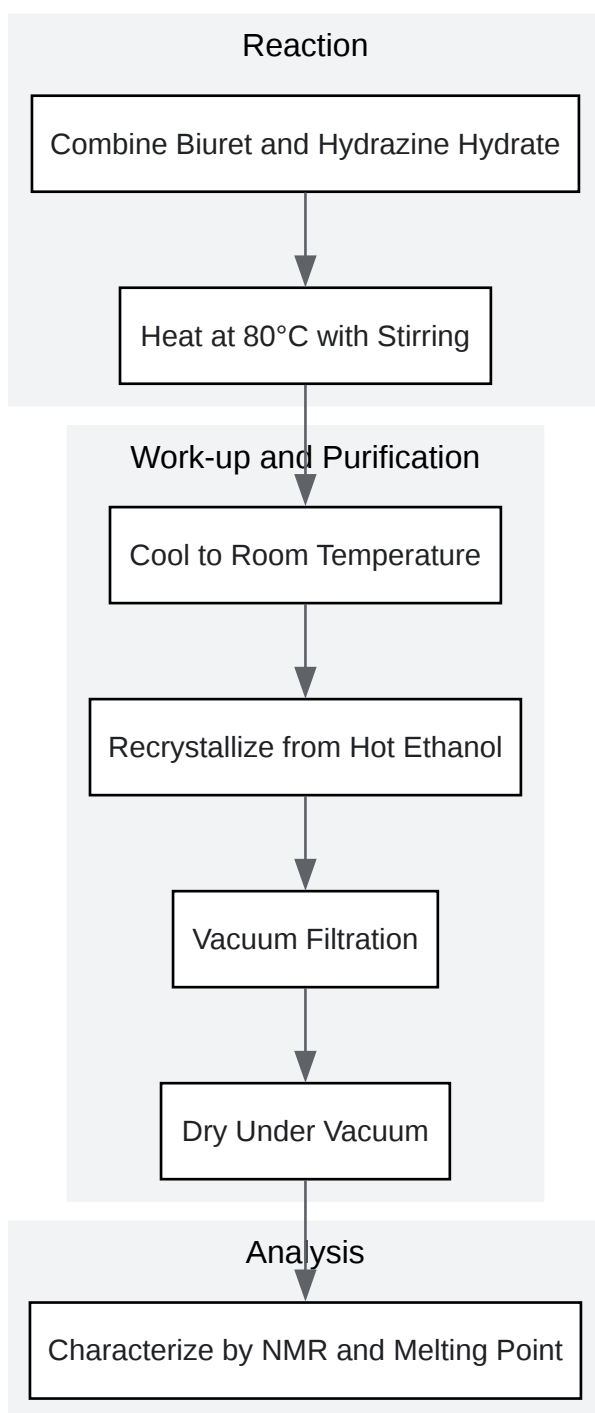 Reaction
Combine Biuret and Hydrazine Hydrate
Heat at 80°C with Stirring
Work-up and Purification
Cool to Room Temperature
Recrystallize from Hot Ethanol
Vacuum Filtration
Dry Under Vacuum
Analysis
Characterize by NMR and Melting Point